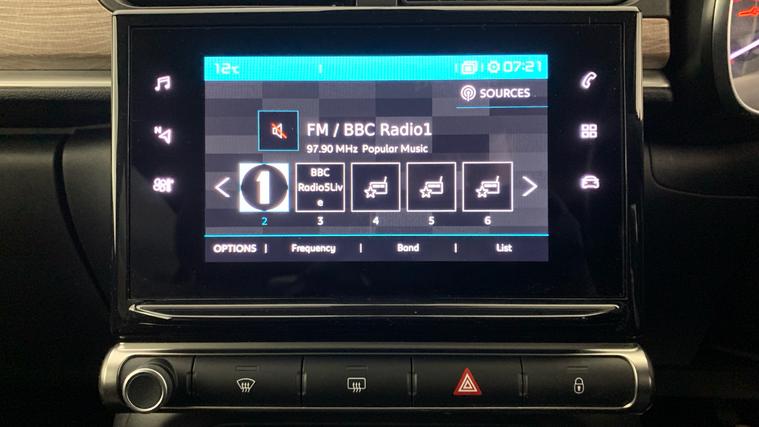 12°C 07:21
SOURCES
FM / BBC Radio1
97.90 MHz Popular Music
1
BBC
Radio5Liv
e
2 3 4 5 6
OPTIONS Frequency Band List
N